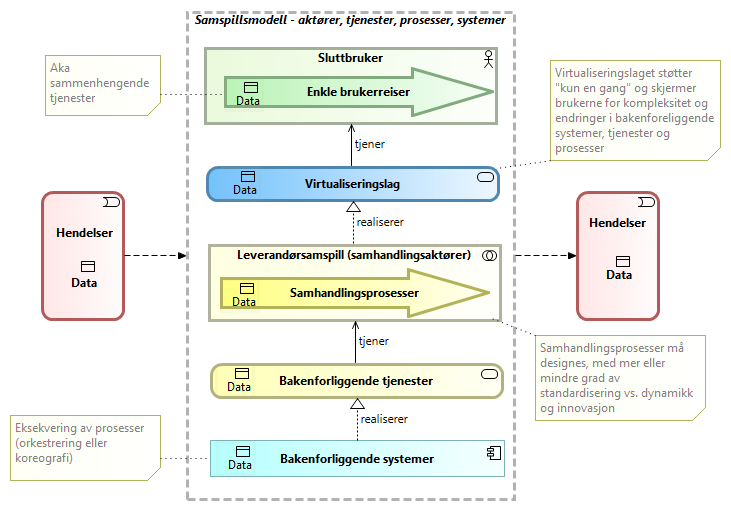 Samspillsmodell - aktører, tjenester, prosesser, systemer
Aka
sammenhengende
tjenester
Sluttbruker
Data
Enkle brukerreiser
Virtualiseringslaget støtter
"kun en gang" og skjermer
brukerne for kompleksitet og
endringer i bakenforeliggende
systemer, tjenester og
prosesser
tjener
Data
Virtualiseringslag
realiserer
Hendelser
Data
Leverandørsamspill (samhandlingsaktører)
Data
Samhandlingsprosesser
Hendelser
Data
tjener
Samhandlingsprosesser må
designes, med mer eller
mindre grad av
standardisering vs. dynamikk
og innovasjon
Data
Bakenforliggende tjenester
realiserer
Eksekvering av prosesser
(orkestrering eller
koreografi)
Data
Bakenforliggende systemer